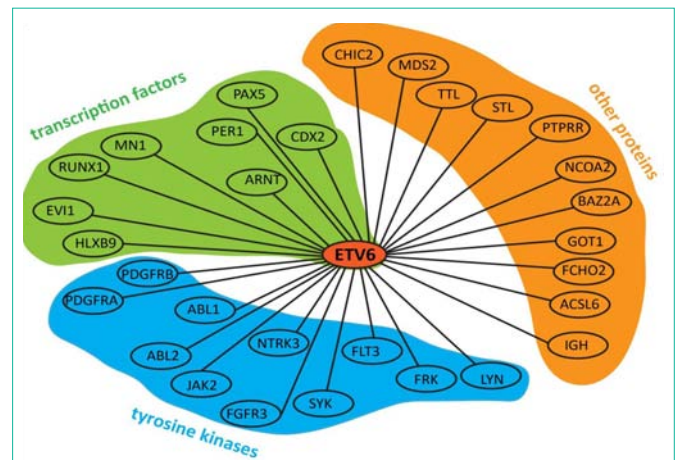 transcription factors
PAX5
PER1
CDX2
MN1
RUNX1
ARNT
EVI1
HLXB9
CHIC2
MDS2
TTL
STL
PTPRR
NCOA2
BAZ2A
GOT1
FCHO2
ACSL6
IGH
other proteins
ETV6
PDGFRB
PDGFRA
ABL1
ABL2
JAK2
NTRK3
FGFR3
SYK
FLT3
FRK
LYN
tyrosine kinases